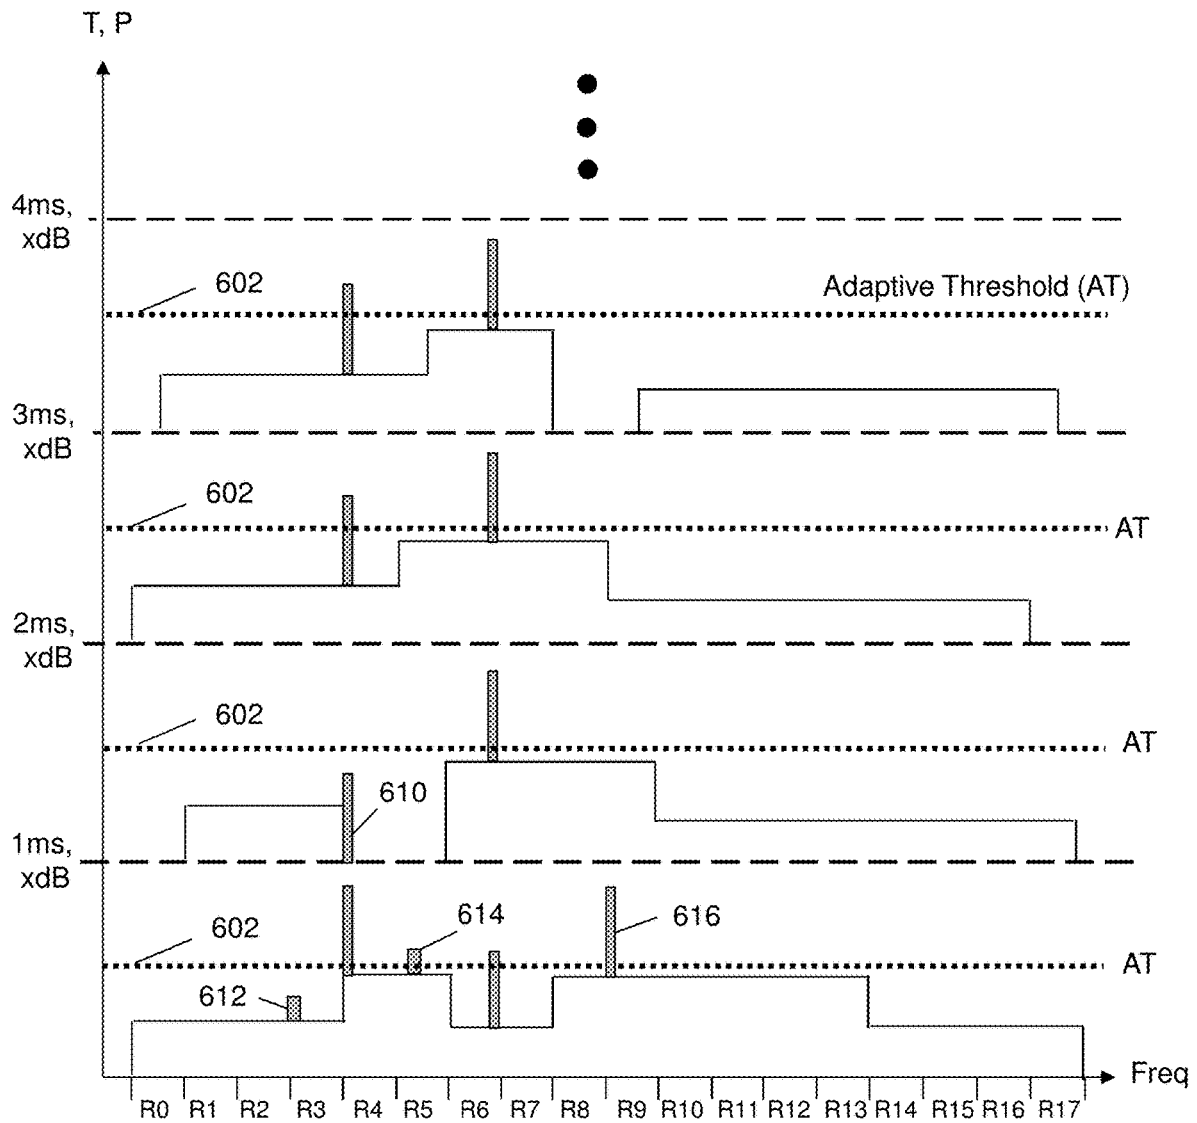 T, P
4ms,
xdB
602
Adaptive Threshold (AT)
3ms,
xdB
602
AT
2ms,
xdB
602
AT
610
1ms,
xdB
602
614
616
AT
612
Freq
R0 R1 R2 R3 R4 R5 R6 R7 R8 R9 R10 R11 R12 R13 R14 R15 R16 R17